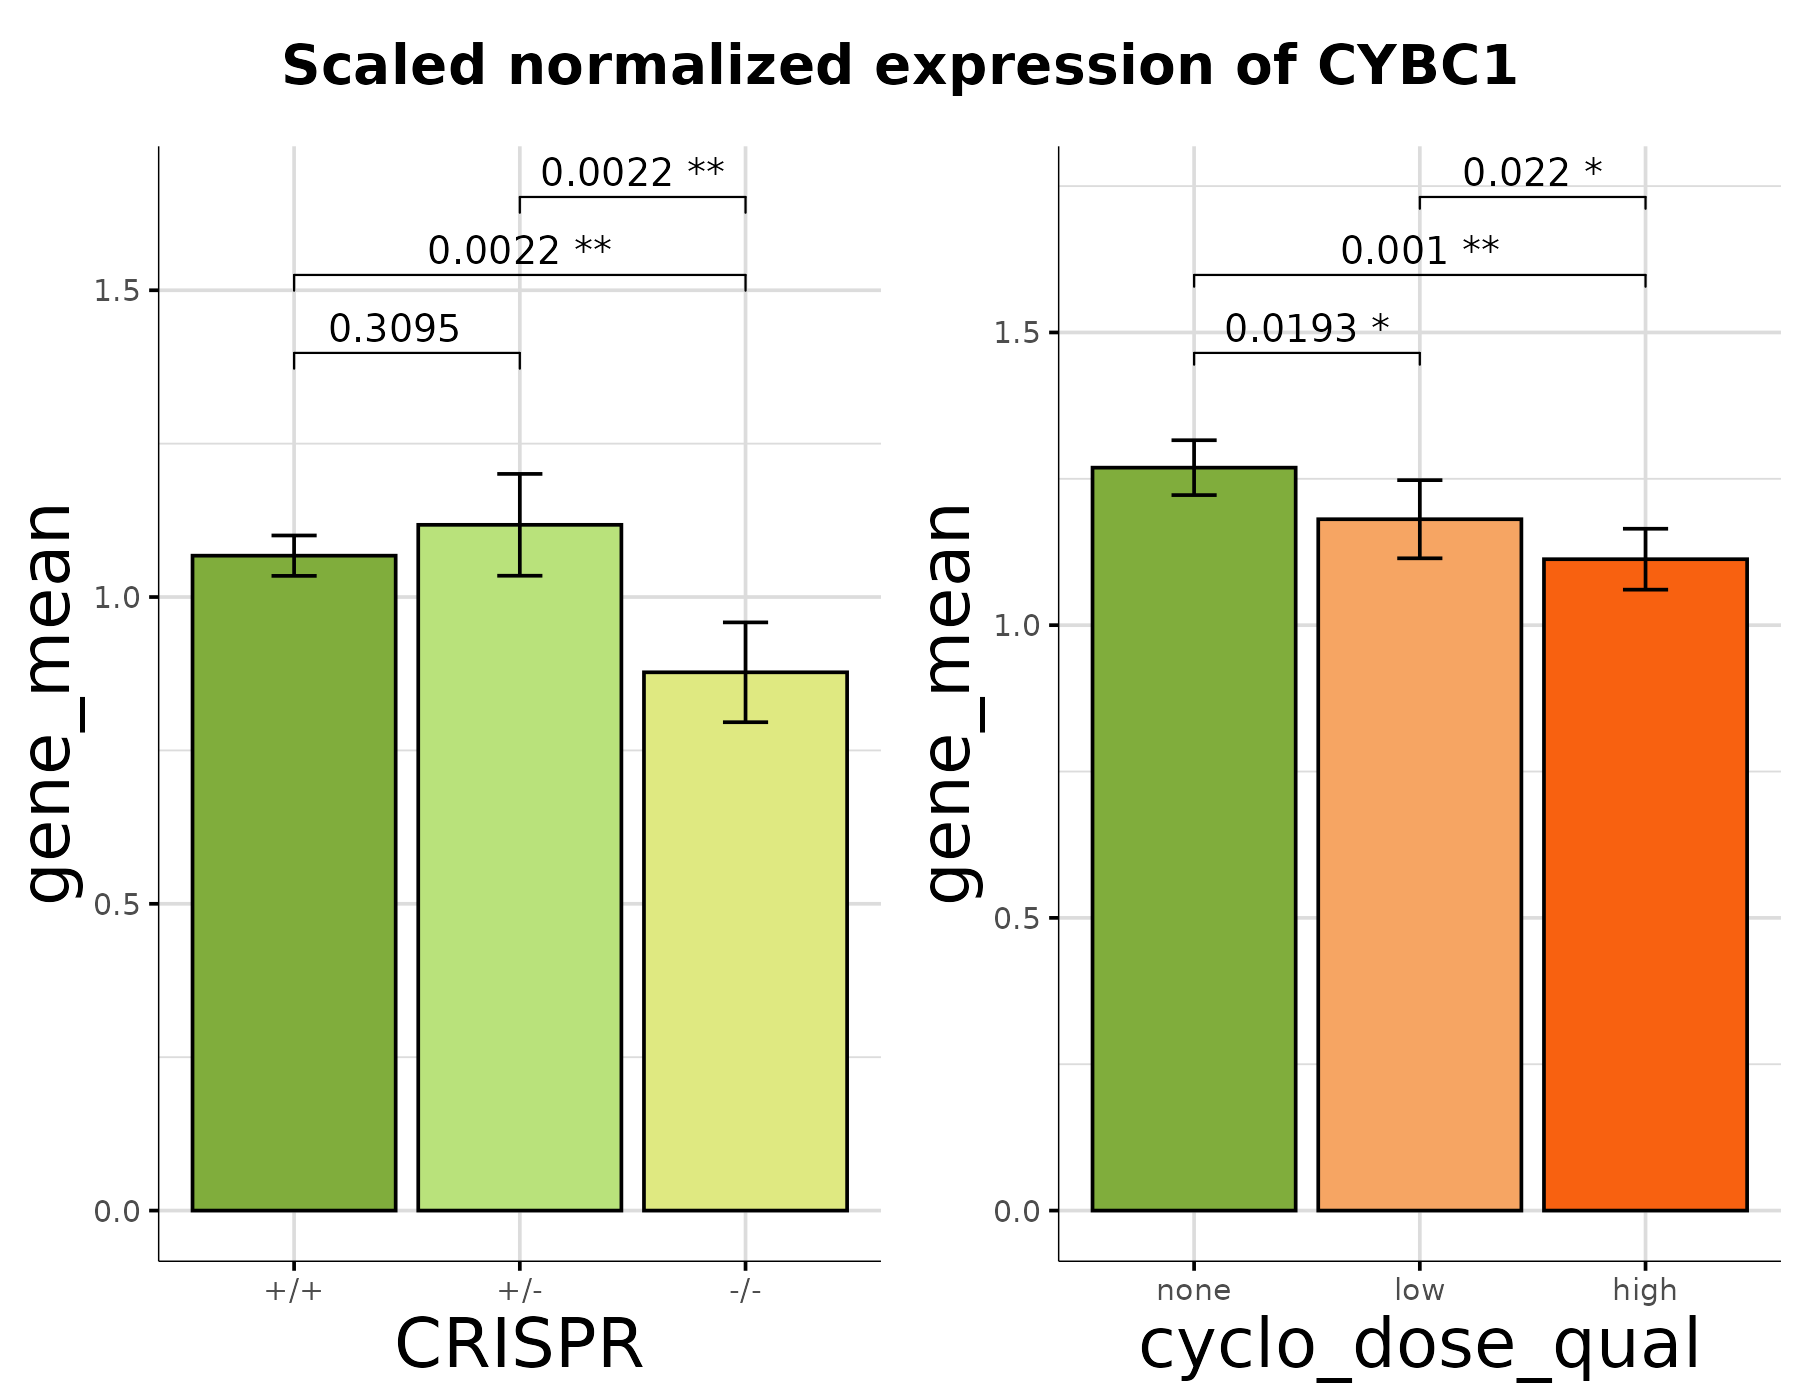 Scaled normalized expression of CYBC1
gene_mean
1.5
1.0
0.5
0.0
0.0022 **
0.0022 **
0.3095
+/+ +/- -/-
CRISPR
gene_mean
1.5
1.0
0.5
0.0
0.022 *
0.001 **
0.0193 *
none low high
cyclo_dose_qual